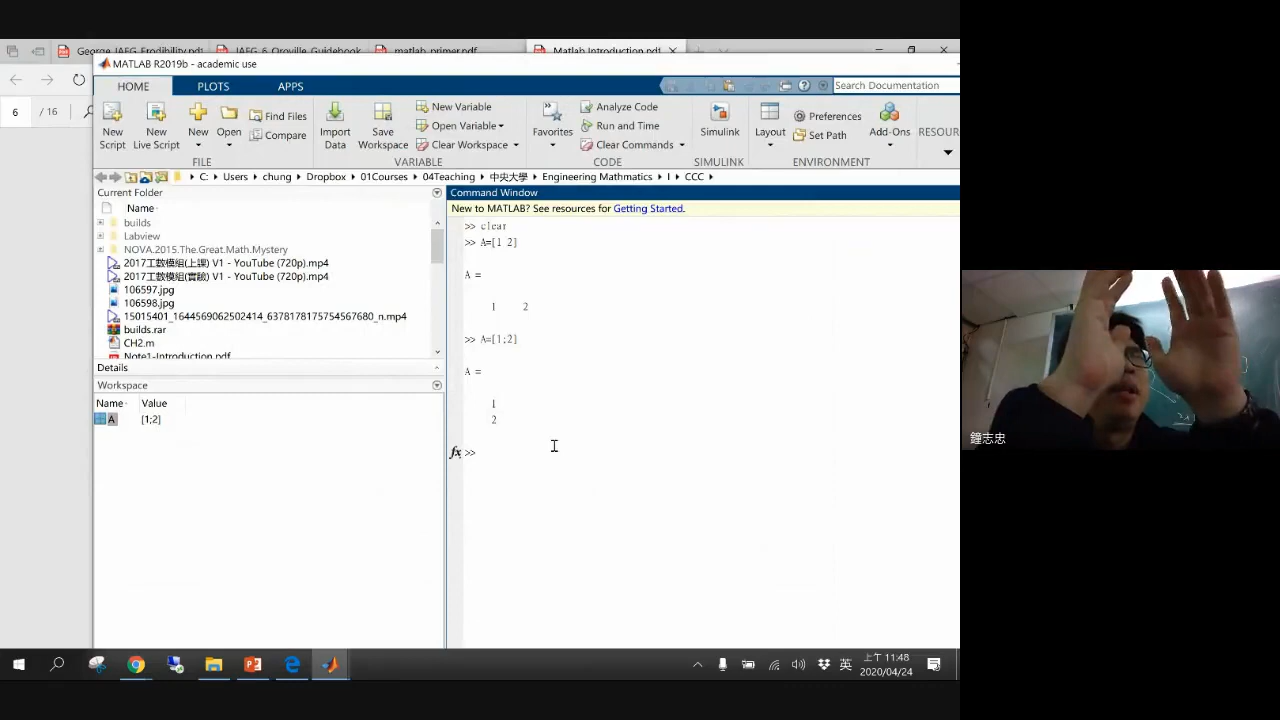 George_JAEG_Erodibility.pdf
JAEG_6_Oroville_Guidebook
matlab_primer.pdf
Matlab Introduction.pdf
6 / 16
MATLAB R2019b - academic use
HOME PLOTS APPS
Search Documentation
New Script
New Live Script
New
Open
Find Files
Compare
FILE
Import Data
Save Workspace
New Variable
Open Variable
Clear Workspace
VARIABLE
Favorites
Analyze Code
Run and Time
Clear Commands
CODE
Simulink
SIMULINK
Layout
Preferences
Set Path
Add-Ons
ENVIRONMENT
RESOUR
C: Users chung Dropbox 01Courses 04Teaching 中央大學 Engineering Mathmatics I CCC
Current Folder
Name
builds
Labview
NOVA.2015.The.Great.Math.Mystery
2017工數模組(上課) V1 - YouTube (720p).mp4
2017工數模組(實驗) V1 - YouTube (720p).mp4
106597.jpg
106598.jpg
15015401_1644569062502414_6378178175754567680_n.mp4
builds.rar
CH2.m
Note1-Introduction.pdf
Details
Workspace
Name Value
A [1;2]
Command Window
New to MATLAB? See resources for Getting Started.
>> clear
>> A=[1 2]
A =
1 2
>> A=[1;2]
A =
1
2
fx >>
鐘志忠
英
上午 11:48
2020/04/24